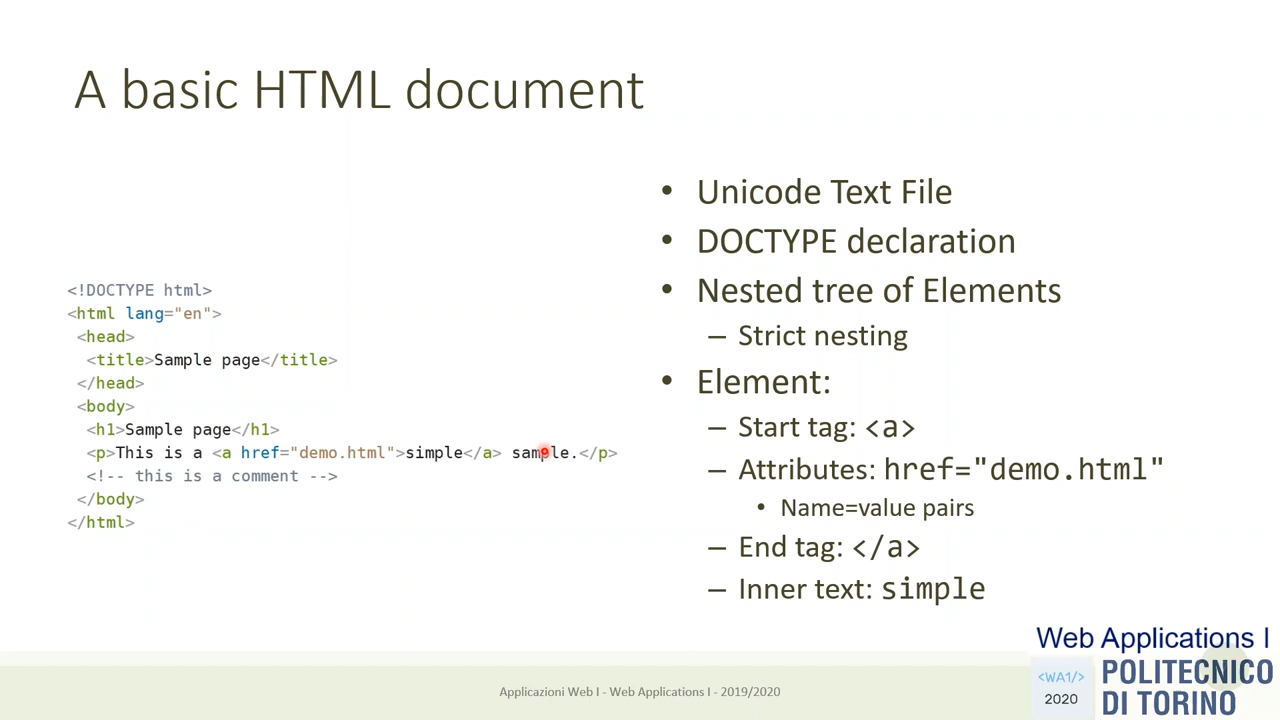 A basic HTML document
<!DOCTYPE html>
<html lang="en">
<head>
<title>Sample page</title>
</head>
<body>
<h1>Sample page</h1>
<p>This is a <a href="demo.html">simple</a> sample.</p>
<!-- this is a comment -->
</body>
</html>
• Unicode Text File
• DOCTYPE declaration
• Nested tree of Elements
– Strict nesting
• Element:
– Start tag: <a>
– Attributes: href="demo.html"
• Name=value pairs
– End tag: </a>
– Inner text: simple
Applicazioni Web I - Web Applications I - 2019/2020
Web Applications I
<WA1/>
2020
POLITECNICO
DI TORINO